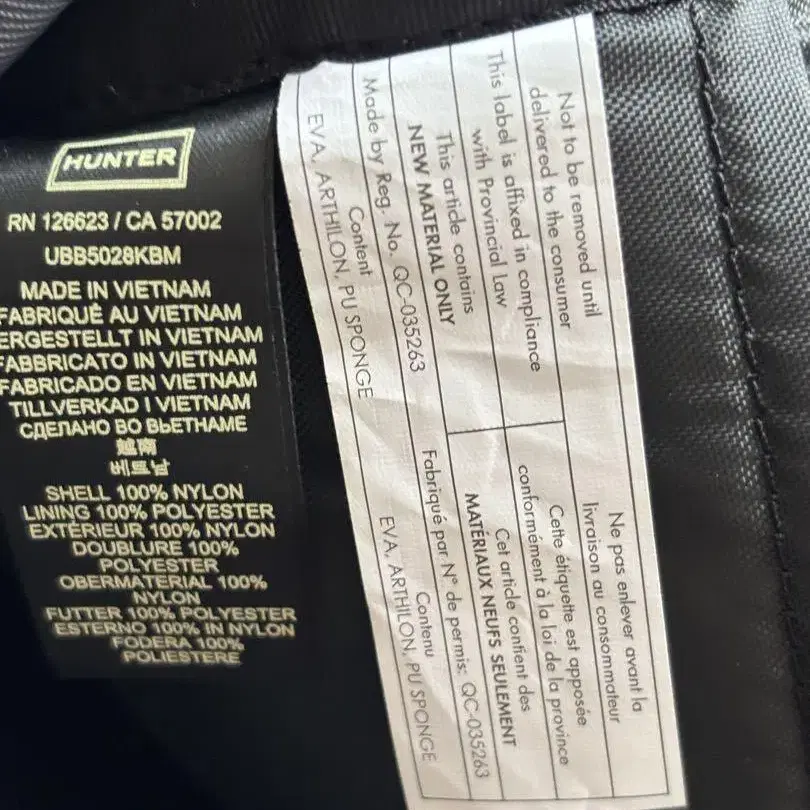 HUNTER
RN 126623 / CA 57002
UBB5028KBM
MADE IN VIETNAM
FABRIQUÉ AU VIETNAM
ERGESTELLT IN VIETNAM
FABBRICATO IN VIETNAM
FABRICADO EN VIETNAM
TILLVERKAD I VIETNAM
СДЕЛАНО ВО ВЬЕТНАМЕ
越南
베트남
SHELL 100% NYLON
LINING 100% POLYESTER
EXTÉRIEUR 100% NYLON
DOUBLURE 100%
POLYESTER
OBERMATERIAL 100%
NYLON
FUTTER 100% POLYESTER
ESTERNO 100% IN NYLON
FODERA 100%
POLIESTERE
Not to be removed until
delivered to the consumer
This label is affixed in compliance
with Provincial Law
This article contains
NEW MATERIAL ONLY
Made by Reg. No. QC-035263
Content
EVA, ARTHILON, PU SPONGE
Ne pas enlever avant la
livraison au consommateur
Cette étiquette est apposée
conformément à la loi de la province
Cet article contient des
MATÉRIAUX NEUFS SEULEMENT
Fabriqué par N° de permis: QC-035263
Contenu
EVA, ARTHILON, PU SPONGE